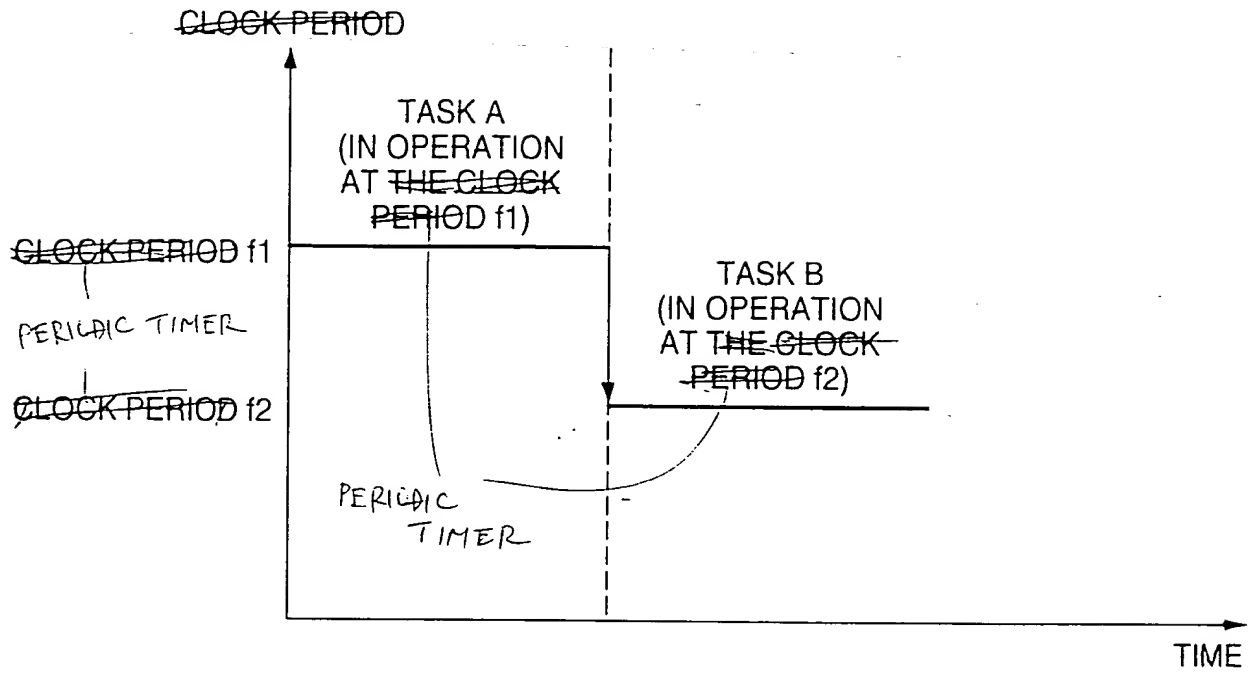 CLOCK PERIOD
TASK A
(IN OPERATION
AT THE CLOCK
PERIOD f1)
CLOCK PERIOD f1
TASK B
(IN OPERATION
AT THE CLOCK
PERIOD f2)
PERIODIC TIMER
CLOCK PERIOD f2
PERIODIC
TIMER
TIME